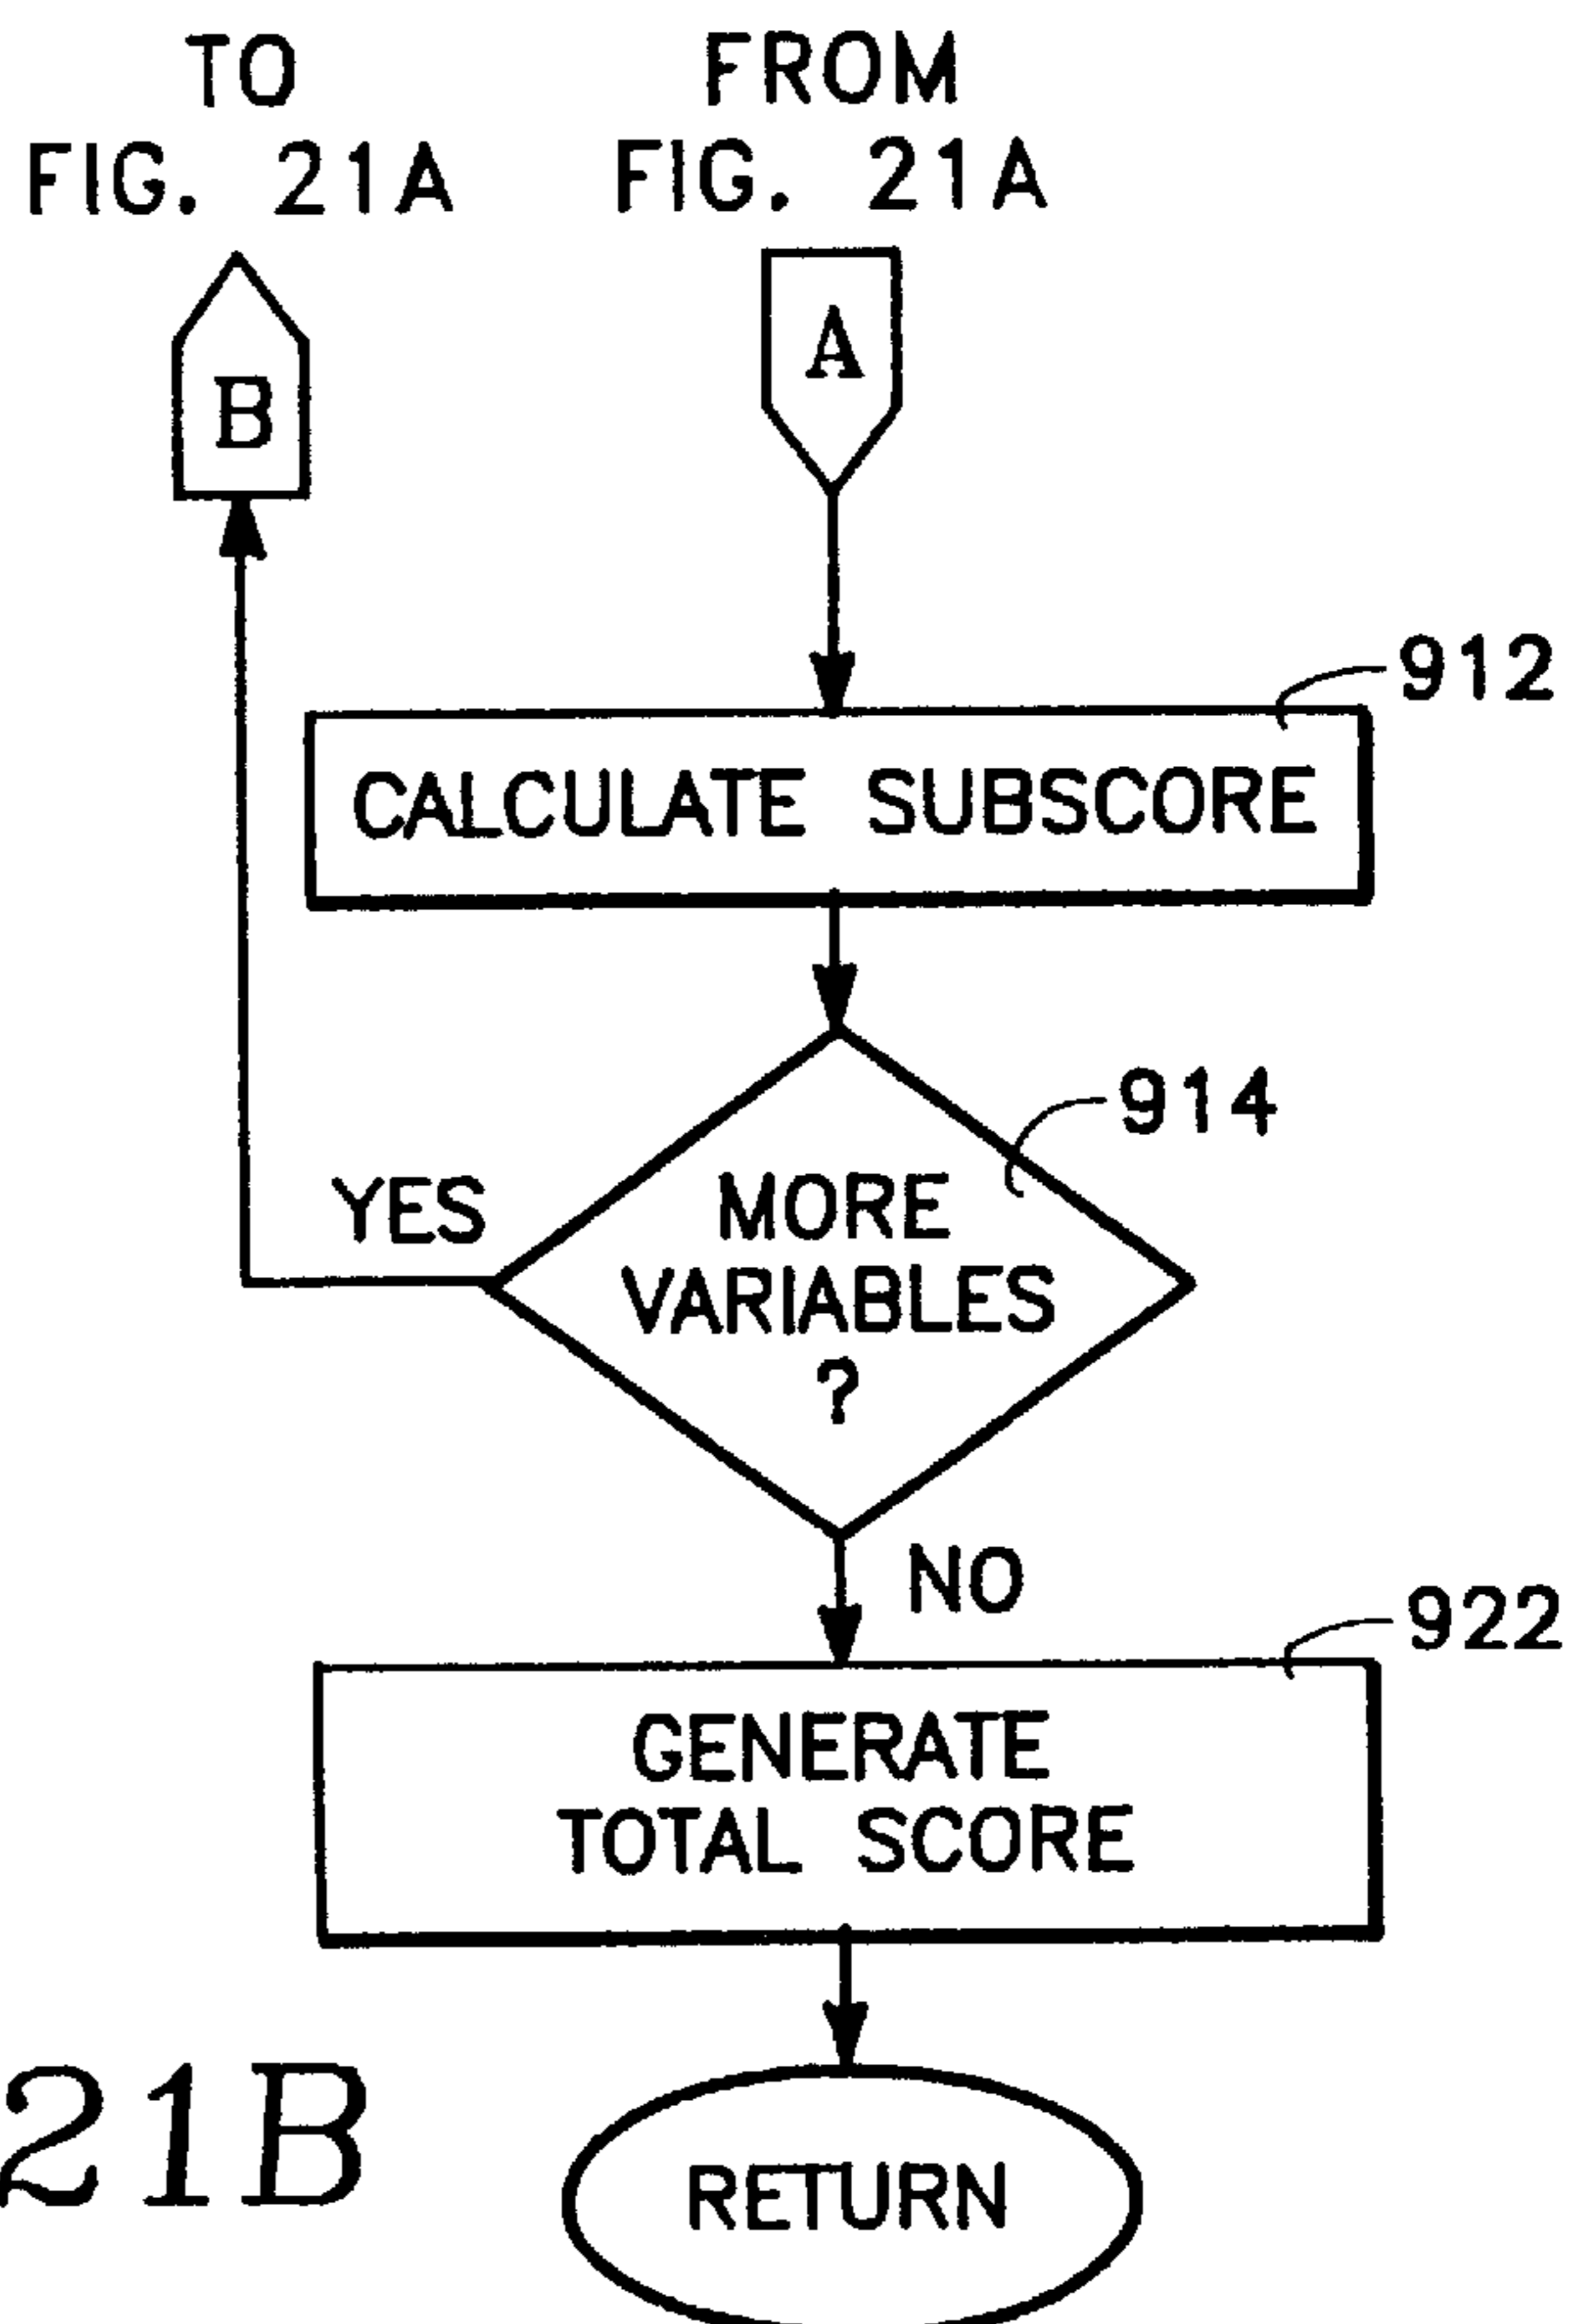 TO
FIG. 21A
FROM
FIG. 21A
B
A
912
CALCULATE SUBSCORE
914
YES
MORE
VARIABLES
?
NO
922
GENERATE
TOTAL SCORE
21B
RETURN